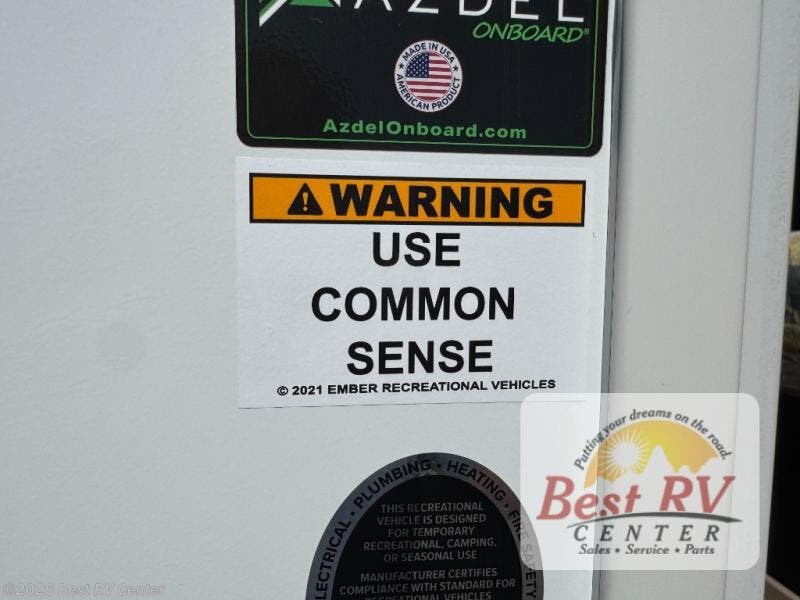 AZDEL
ONBOARD®
MADE IN USA
AMERICAN PRODUCT
AzdelOnboard.com
WARNING
USE
COMMON
SENSE
© 2021 EMBER RECREATIONAL VEHICLES
ELECTRICAL • PLUMBING • HEATING • FIRE SAFETY
THIS RECREATIONAL
VEHICLE IS DESIGNED
FOR TEMPORARY
RECREATIONAL, CAMPING,
OR SEASONAL USE
MANUFACTURER CERTIFIES
COMPLIANCE WITH STANDARD FOR
RECREATIONAL VEHICLES
Putting your dreams on the road.
Best RV
CENTER
Sales • Service • Parts
©2026 Best RV Center